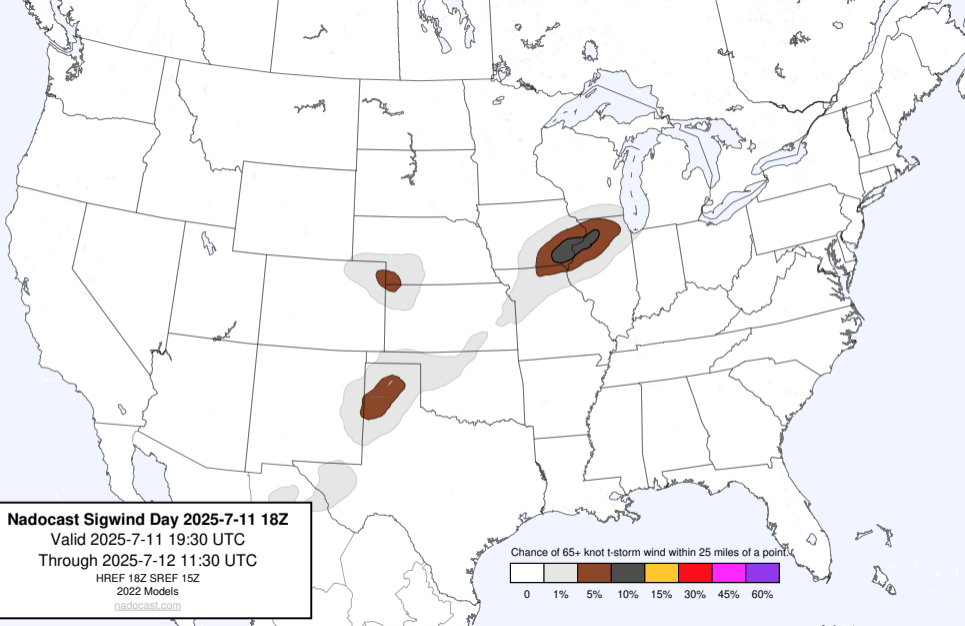 Nadocast Sigwind Day 2025-7-11 18Z
Valid 2025-7-11 19:30 UTC
Through 2025-7-12 11:30 UTC
HREF 18Z SREF 15Z
2022 Models
nadocast.com
Chance of 65+ knot t-storm wind within 25 miles of a point.
0 1% 5% 10% 15% 30% 45% 60%